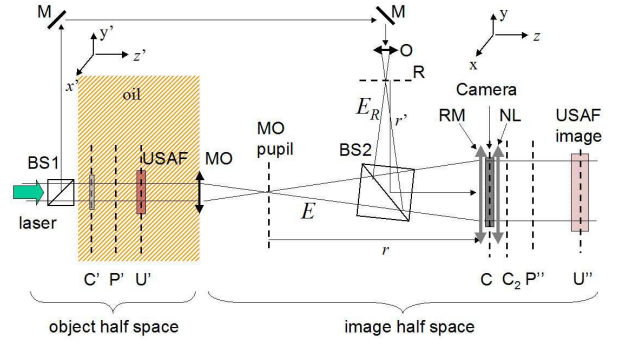 M
M
y'
z'
x'
oil
O
R
E_R
r'
y
z
x
Camera
RM
NL
USAF
image
BS1
USAF
MO
MO
pupil
BS2
laser
E
r
C'
P'
U'
C
C₂
P''
U''
object half space
image half space